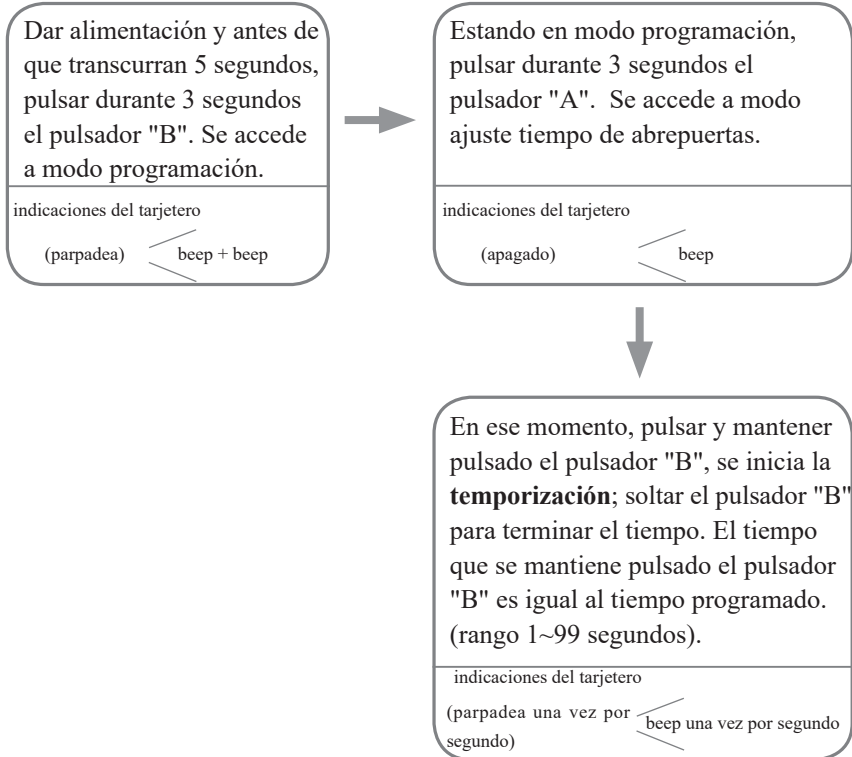 Dar alimentación y antes de
que transcurran 5 segundos,
pulsar durante 3 segundos
el pulsador "B". Se accede
a modo programación.
indicaciones del tarjetero
(parpadea)
beep + beep
Estando en modo programación,
pulsar durante 3 segundos el
pulsador "A".  Se accede a modo
ajuste tiempo de abrepuertas.
indicaciones del tarjetero
(apagado)
beep
En ese momento, pulsar y mantener
pulsado el pulsador "B", se inicia la
temporización; soltar el pulsador "B"
para terminar el tiempo. El tiempo
que se mantiene pulsado el pulsador
"B" es igual al tiempo programado.
(rango 1~99 segundos).
indicaciones del tarjetero
(parpadea una vez por
segundo)
beep una vez por segundo